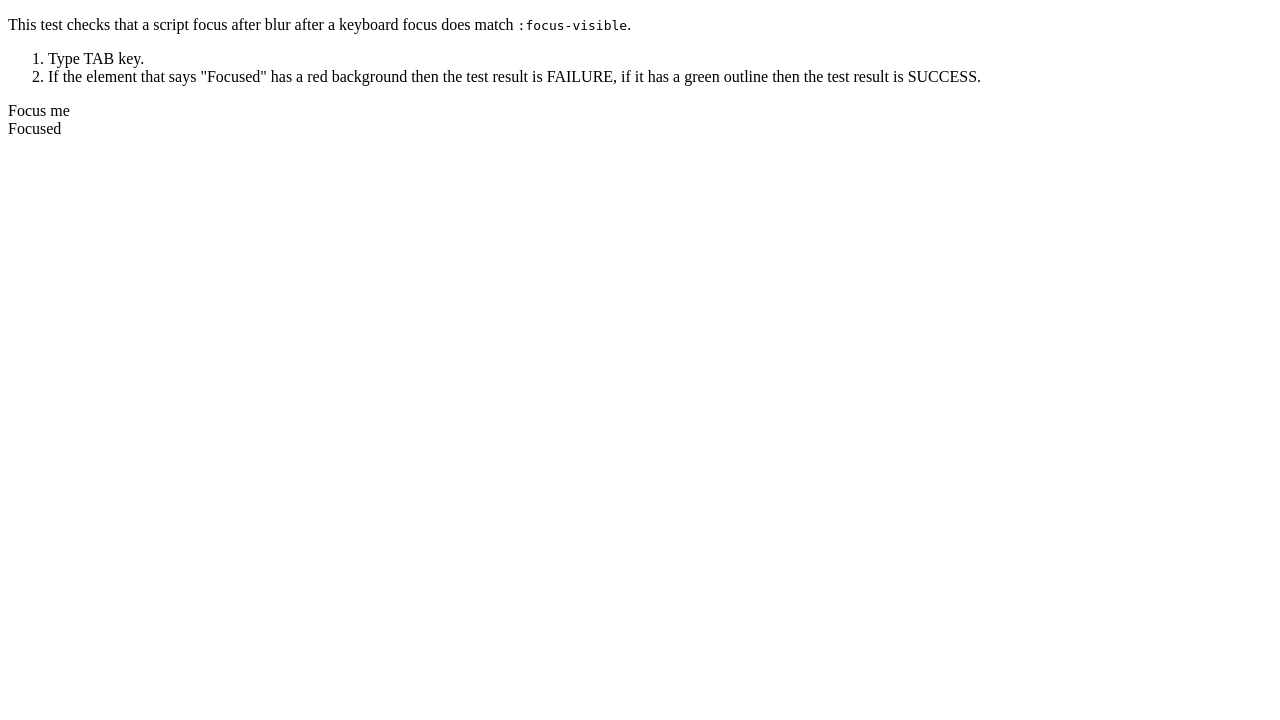 This test checks that a script focus after blur after a keyboard focus does match :focus-visible.
1. Type TAB key.
2. If the element that says "Focused" has a red background then the test result is FAILURE, if it has a green outline then the test result is SUCCESS.
Focus me
Focused